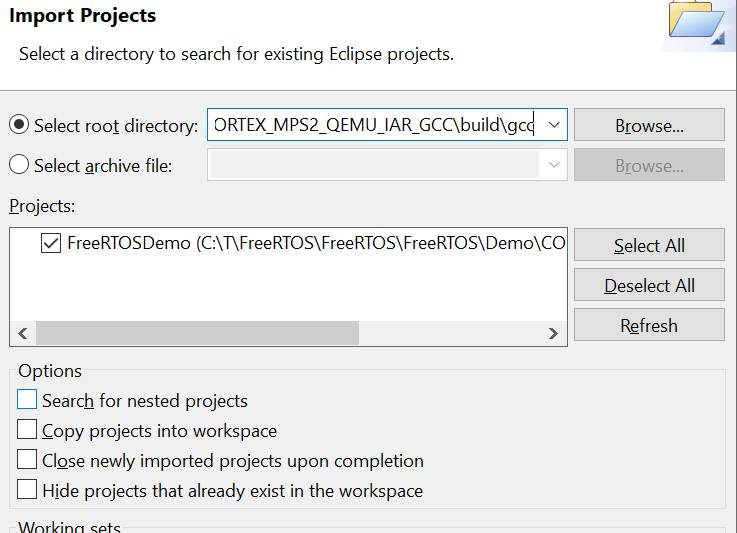 Import Projects
Select a directory to search for existing Eclipse projects.
Select root directory: ORTEX_MPS2_QEMU_IAR_GCC\build\gcc Browse...
Select archive file: Browse...
Projects:
FreeRTOSDemo (C:\T\FreeRTOS\FreeRTOS\FreeRTOS\Demo\CO Select All
Deselect All
Refresh
Options
Search for nested projects
Copy projects into workspace
Close newly imported projects upon completion
Hide projects that already exist in the workspace
Working sets